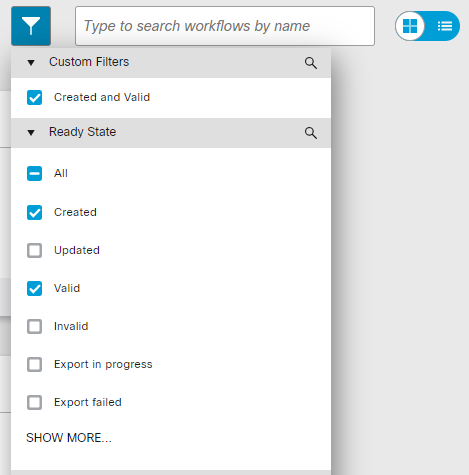 Type to search workflows by name
Custom Filters
Created and Valid
Ready State
All
Created
Updated
Valid
Invalid
Export in progress
Export failed
SHOW MORE...